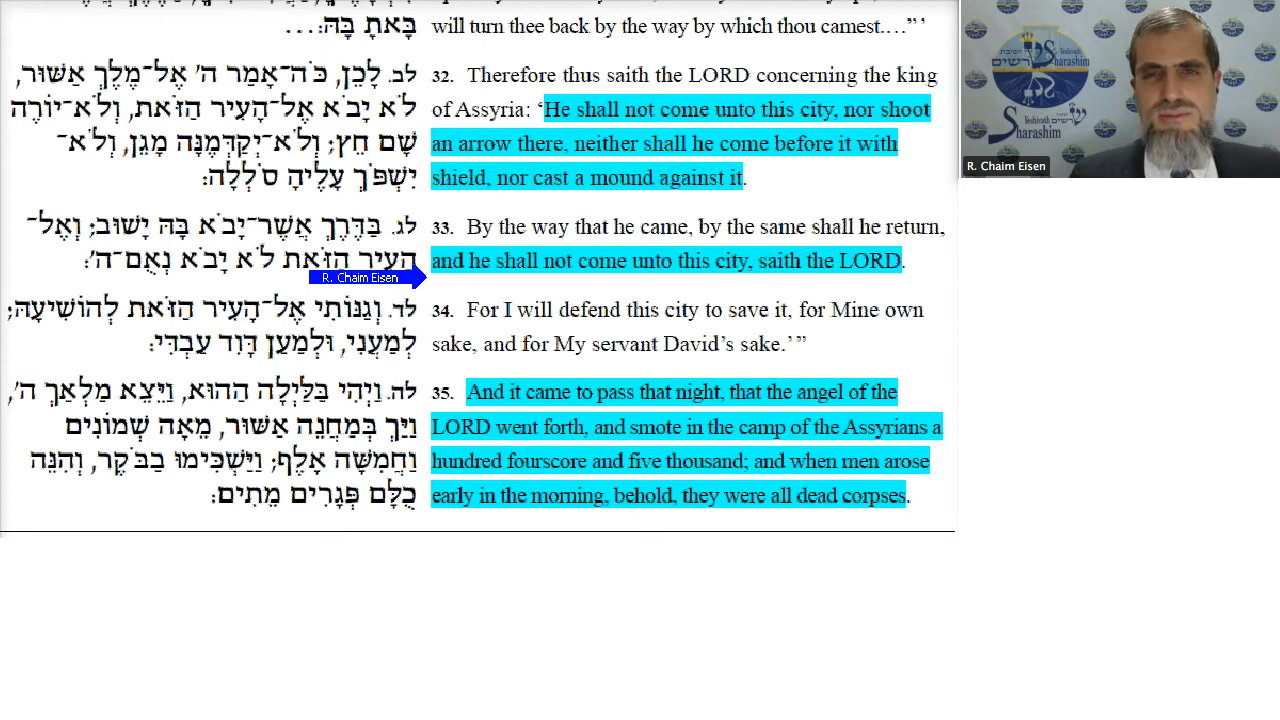 בָּאתָ בָּהּ:...
לב. לָכֵן, כֹּה־אָמַר ה' אֶל־מֶלֶךְ אַשּׁוּר,
לֹא יָבֹא אֶל־הָעִיר הַזֹּאת, וְלֹא־יוֹרֶה
שָׁם חֵץ; וְלֹא־יְקַדְּמֶנָּה מָגֵן, וְלֹא־
יִשְׁפֹּךְ עָלֶיהָ סֹלְלָה:
לג. בַּדֶּרֶךְ אֲשֶׁר־יָבֹא בָּהּ יָשׁוּב; וְאֶל־
הָעִיר הַזֹּאת לֹא יָבֹא נְאֻם־ה':
לד. וְגַנּוֹתִי אֶל־הָעִיר הַזֹּאת לְהוֹשִׁיעָהּ;
לְמַעֲנִי, וּלְמַעַן דָּוִד עַבְדִּי:
לה. וַיְהִי בַּלַּיְלָה הַהוּא, וַיֵּצֵא מַלְאַךְ ה',
וַיַּךְ בְּמַחֲנֵה אַשּׁוּר, מֵאָה שְׁמוֹנִים
וַחֲמִשָּׁה אָלֶף; וַיַּשְׁכִּימוּ בַבֹּקֶר, וְהִנֵּה
כֻלָּם פְּגָרִים מֵתִים:
will turn thee back by the way by which thou camest.…”’
32. Therefore thus saith the LORD concerning the king
of Assyria: ‘He shall not come unto this city, nor shoot
an arrow there, neither shall he come before it with
shield, nor cast a mound against it.
33. By the way that he came, by the same shall he return,
and he shall not come unto this city, saith the LORD.
34. For I will defend this city to save it, for Mine own
sake, and for My servant David’s sake.’”
35. And it came to pass that night, that the angel of the
LORD went forth, and smote in the camp of the Assyrians a
hundred fourscore and five thousand; and when men arose
early in the morning, behold, they were all dead corpses.
R. Chaim Eisen
ישיבת
שרשים
Yeshivath
Sharashim
R. Chaim Eisen